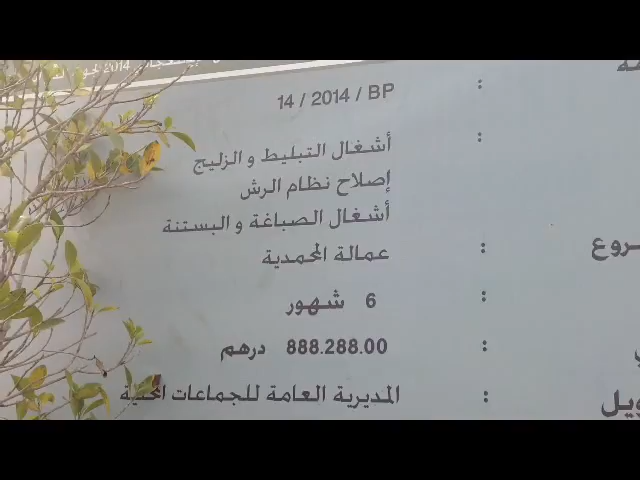 14 / 2014 / BP :
أشغال التبليط و الزليج :
إصلاح نظام الرش
أشغال الصباغة و البستنة
: عمالة المحمدية
: 6 شهور
: 888.288.00 درهم
: المديرية العامة للجماعات المحلية